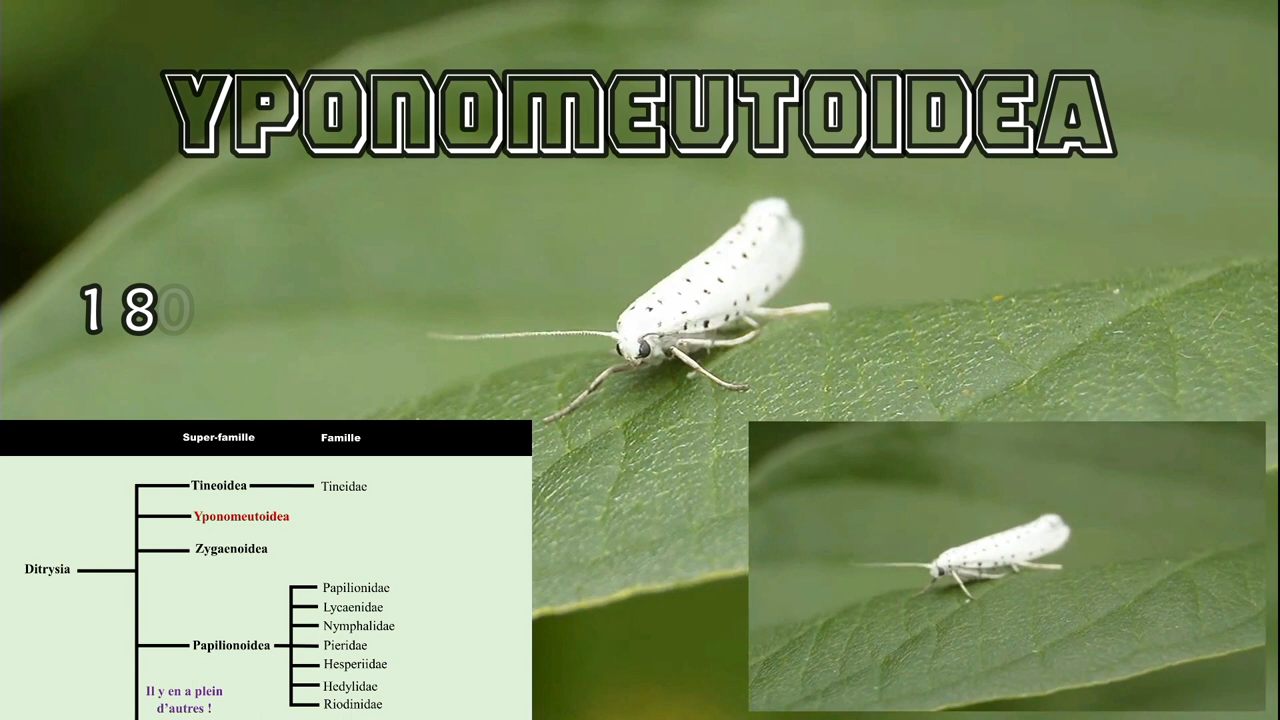 YPONOMEUTOIDEA
180
Super-famille Famille
Tineoidea Tineidae
Yponomeutoidea
Zygaenoidea
Ditrysia
Papilionidae
Lycaenidae
Nymphalidae
Papilionoidea Pieridae
Hesperiidae
Hedylidae
Riodinidae
Il y en a plein
d'autres !